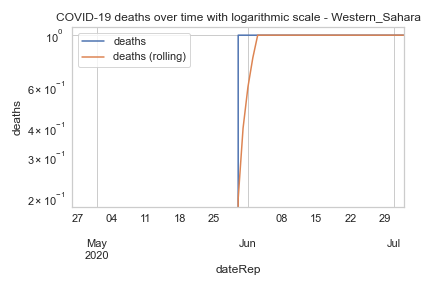 COVID-19 deaths over time with logarithmic scale - Western_Sahara
deaths
deaths (rolling)
10⁰
6 × 10⁻¹
4 × 10⁻¹
3 × 10⁻¹
2 × 10⁻¹
deaths
27 04 11 18 25 08 15 22 29
May Jun Jul
2020
dateRep